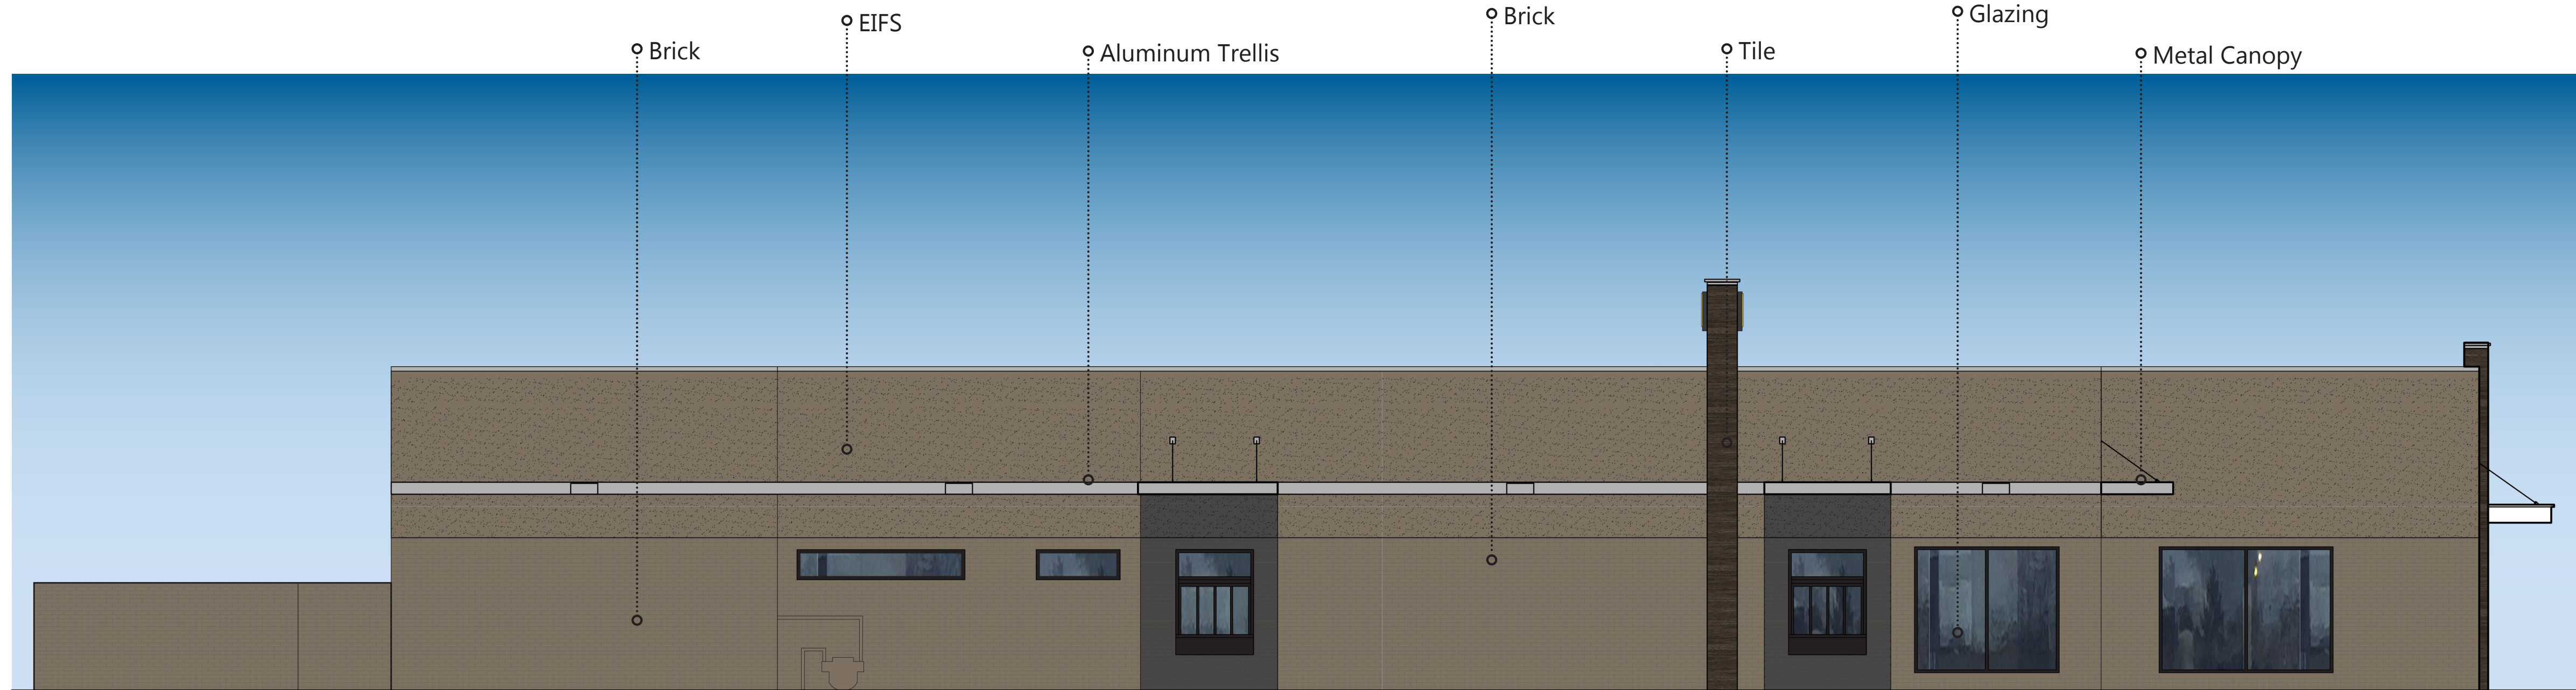 Brick
EIFS
Aluminum Trellis
Brick
Tile
Glazing
Metal Canopy